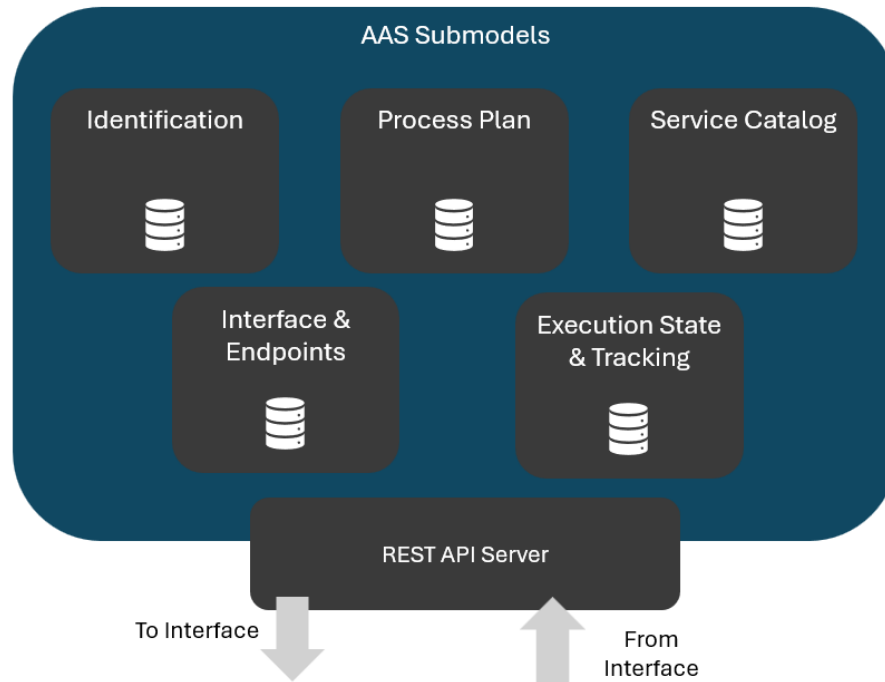 AAS Submodels
Identification
Process Plan
Service Catalog
Interface &
Endpoints
Execution State
& Tracking
REST API Server
To Interface
From
Interface